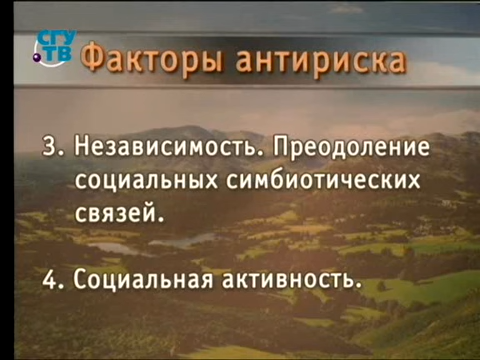 СГУ
ТВ
Факторы антириска
3. Независимость. Преодоление
социальных симбиотических
связей.
4. Социальная активность.